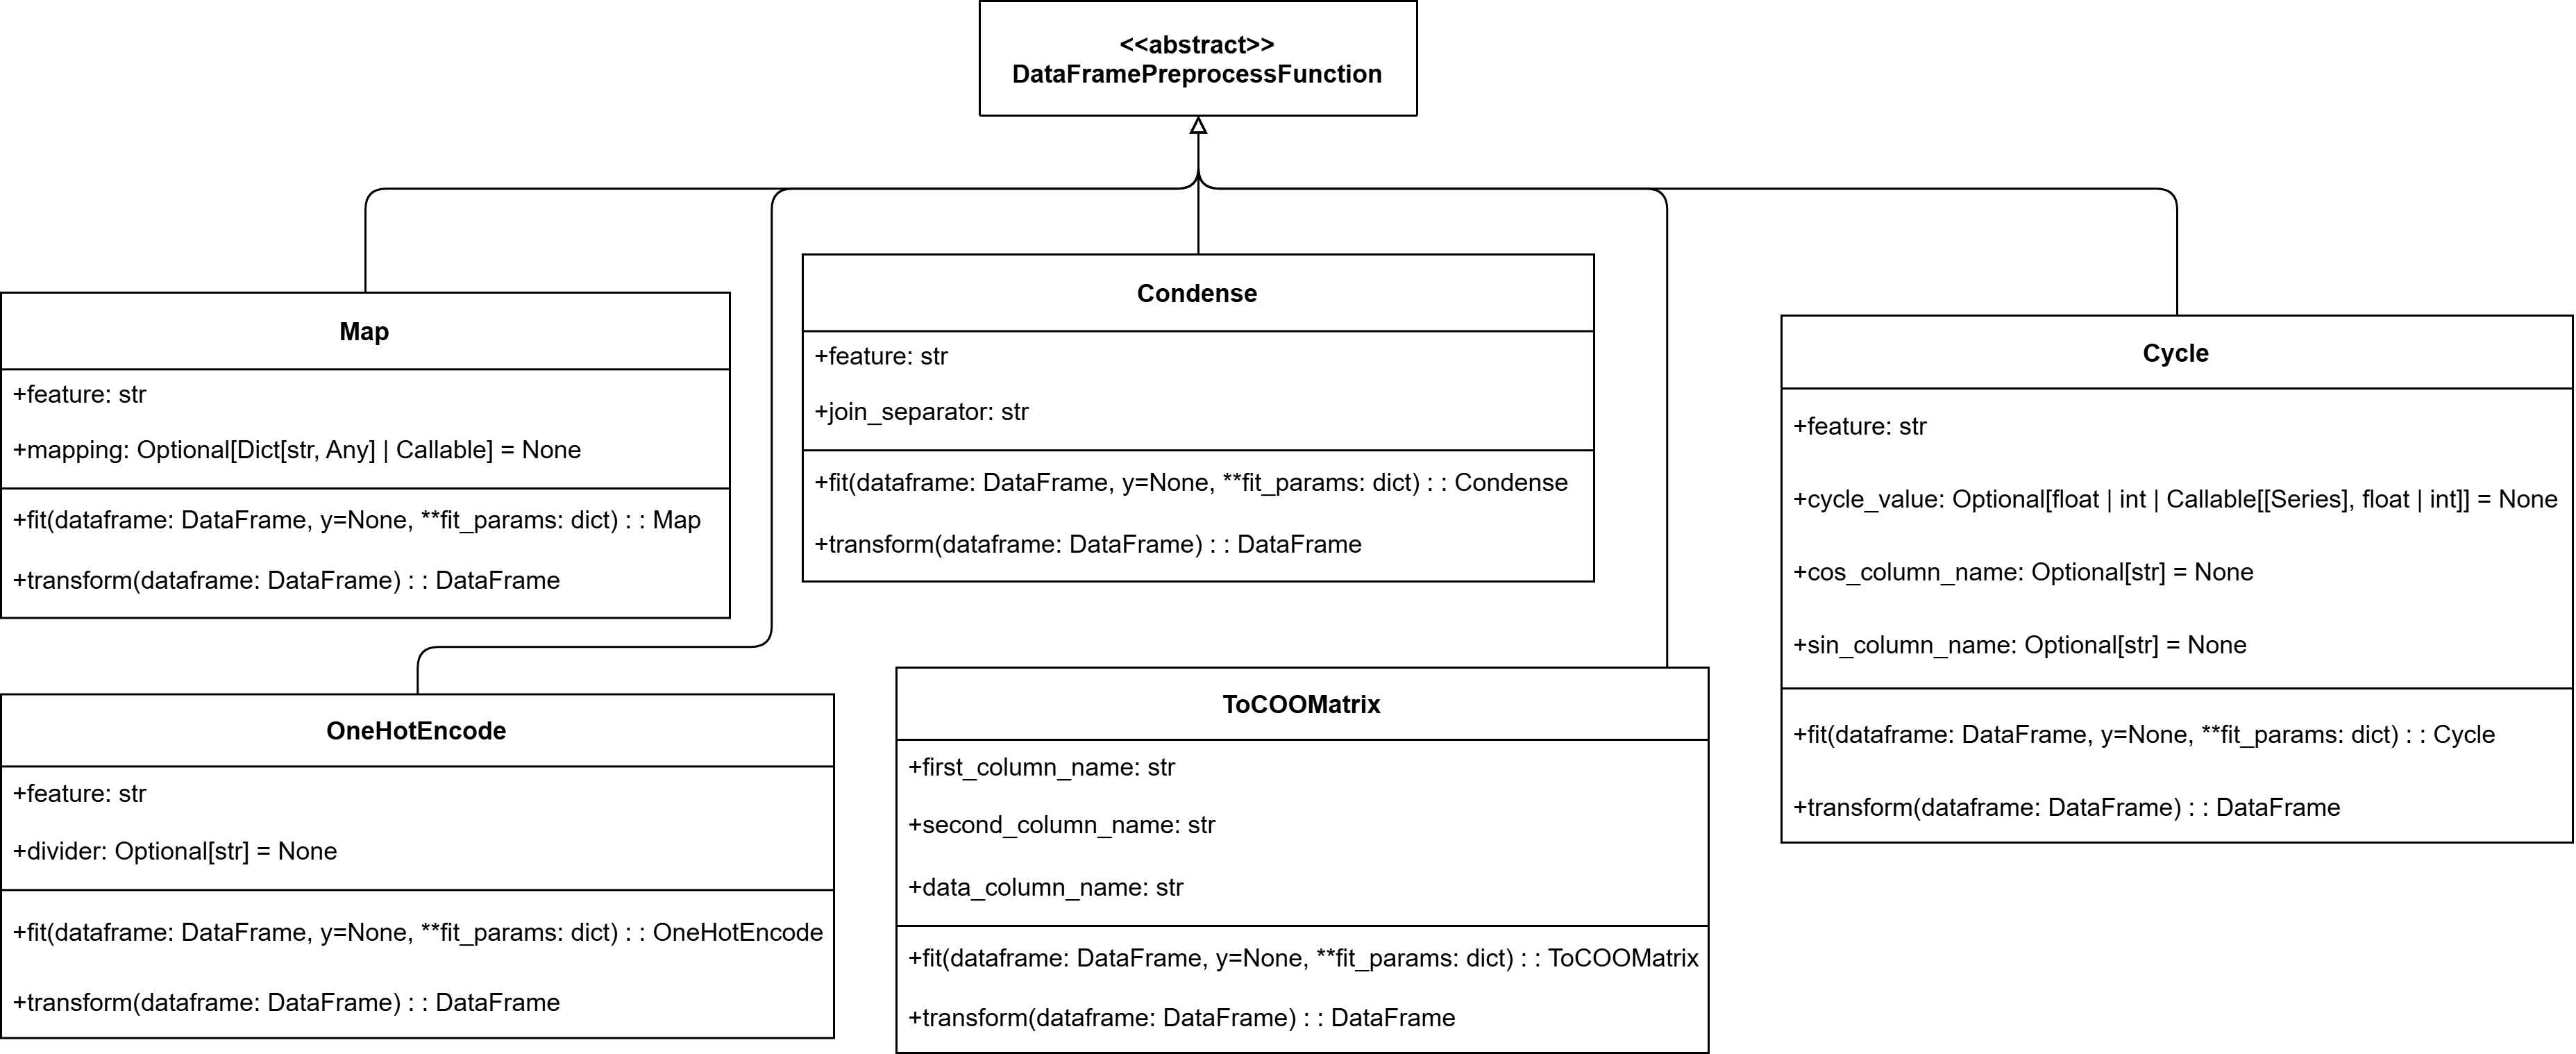 <<abstract>>
DataFramePreprocessFunction
Map
+feature: str
+mapping: Optional[Dict[str, Any] | Callable] = None
+fit(dataframe: DataFrame, y=None, **fit_params: dict) : : Map
+transform(dataframe: DataFrame) : : DataFrame
Condense
+feature: str
+join_separator: str
+fit(dataframe: DataFrame, y=None, **fit_params: dict) : : Condense
+transform(dataframe: DataFrame) : : DataFrame
Cycle
+feature: str
+cycle_value: Optional[float | int | Callable[[Series], float | int]] = None
+cos_column_name: Optional[str] = None
+sin_column_name: Optional[str] = None
+fit(dataframe: DataFrame, y=None, **fit_params: dict) : : Cycle
+transform(dataframe: DataFrame) : : DataFrame
OneHotEncode
+feature: str
+divider: Optional[str] = None
+fit(dataframe: DataFrame, y=None, **fit_params: dict) : : OneHotEncode
+transform(dataframe: DataFrame) : : DataFrame
ToCOOMatrix
+first_column_name: str
+second_column_name: str
+data_column_name: str
+fit(dataframe: DataFrame, y=None, **fit_params: dict) : : ToCOOMatrix
+transform(dataframe: DataFrame) : : DataFrame